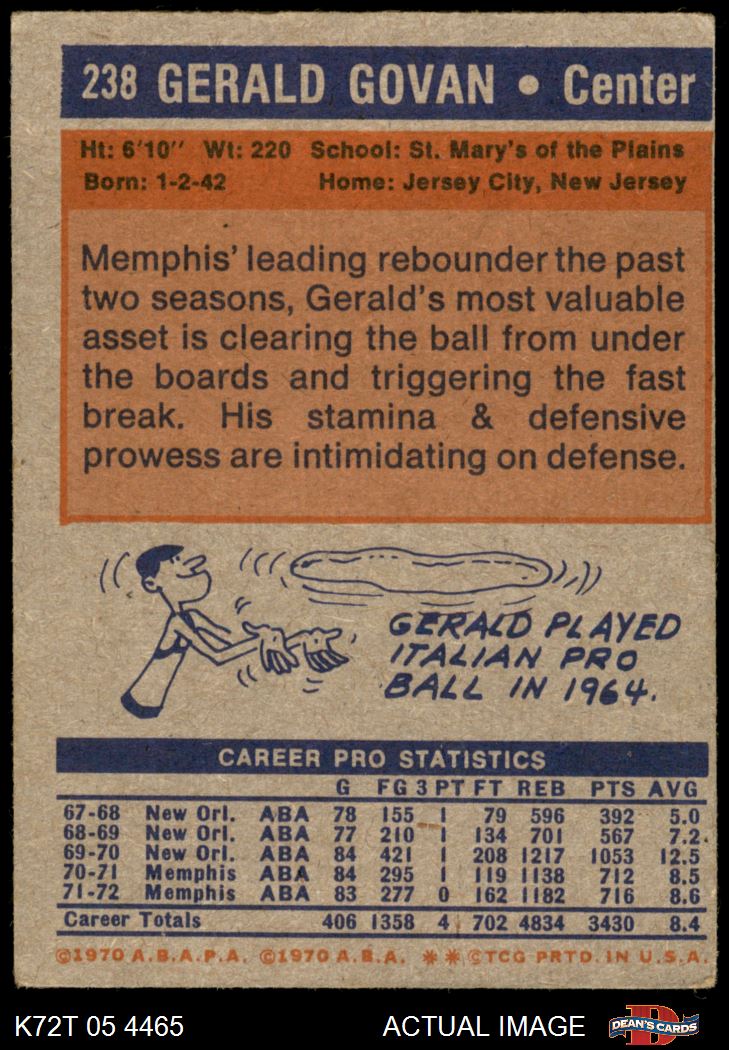 238 GERALD GOVAN • Center
Ht: 6'10" Wt: 220 School: St. Mary's of the Plains
Born: 1-2-42 Home: Jersey City, New Jersey
Memphis' leading rebounder the past
two seasons, Gerald's most valuable
asset is clearing the ball from under
the boards and triggering the fast
break. His stamina & defensive
prowess are intimidating on defense.
GERALD PLAYED
ITALIAN PRO
BALL IN 1964.
CAREER PRO STATISTICS
G FG 3 PT FT REB PTS AVG
67-68 New Orl. ABA 78 155 1 79 596 392 5.0
68-69 New Orl. ABA 77 210 1 134 701 567 7.2
69-70 New Orl. ABA 84 421 1 208 1217 1053 12.5
70-71 Memphis ABA 84 295 1 119 1138 712 8.5
71-72 Memphis ABA 83 277 0 162 1182 716 8.6
Career Totals 406 1358 4 702 4834 3430 8.4
©1970 A.B.A.P.A. ©1970 A.B.A. ** ©TCG PRTD. IN U.S.A.
K72T 05 4465 ACTUAL IMAGE DEAN'S CARDS